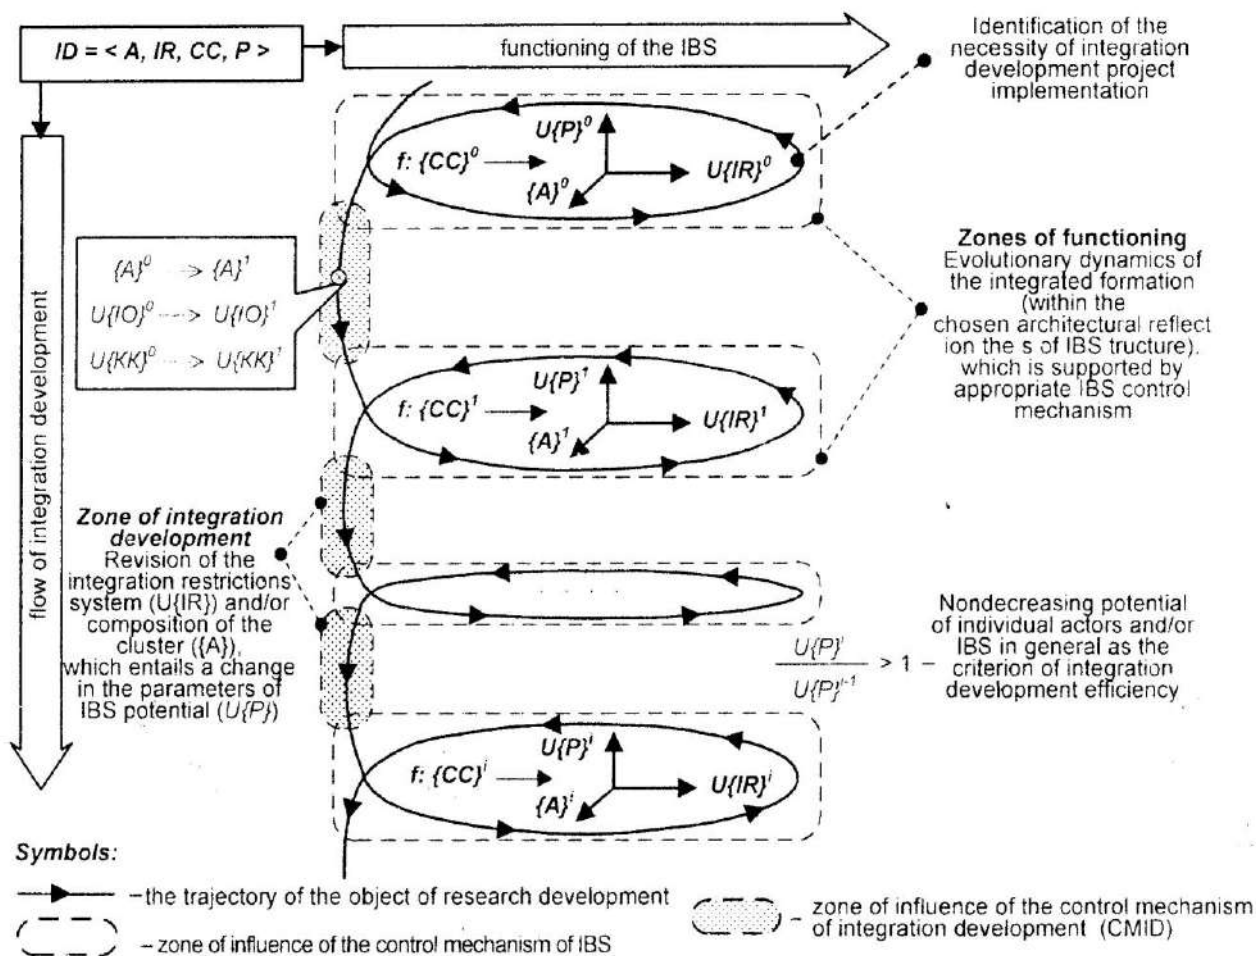 ID = < A, IR, CC, P >
functioning of the IBS
Identification of the
necessity of integration
development project
implementation
U{P}⁰
f: {CC}⁰
U{IR}⁰
{A}⁰
{A}⁰ --> {A}¹
U{IO}⁰ ---> U{IO}¹
U{KK}⁰ --> U{KK}¹
flow of integration development
Zones of functioning
Evolutionary dynamics of
the integrated formation
(within the
chosen architectural reflect
ion the s of IBS tructure).
which is supported by
appropriate IBS control
mechanism
U{P}¹
f: {CC}¹
U{IR}¹
{A}¹
Zone of integration
development
Revision of the
integration restrictions
system (U{IR}) and/or
composition of the
cluster ({A}),
which entails a change
in the parameters of
IBS potential (U{P})
. . . . . .
U{P}ⁱ
U{P}ⁱ⁻¹
> 1 –
Nondecreasing potential
of individual actors and/or
IBS in general as the
criterion of integration
development efficiency
U{P}ⁱ
f: {CC}ⁱ
U{IR}ⁱ
{A}ⁱ
Symbols:
–the trajectory of the object of research development
– zone of influence of the control mechanism of IBS
– zone of influence of the control mechanism
of integration development (CMID)